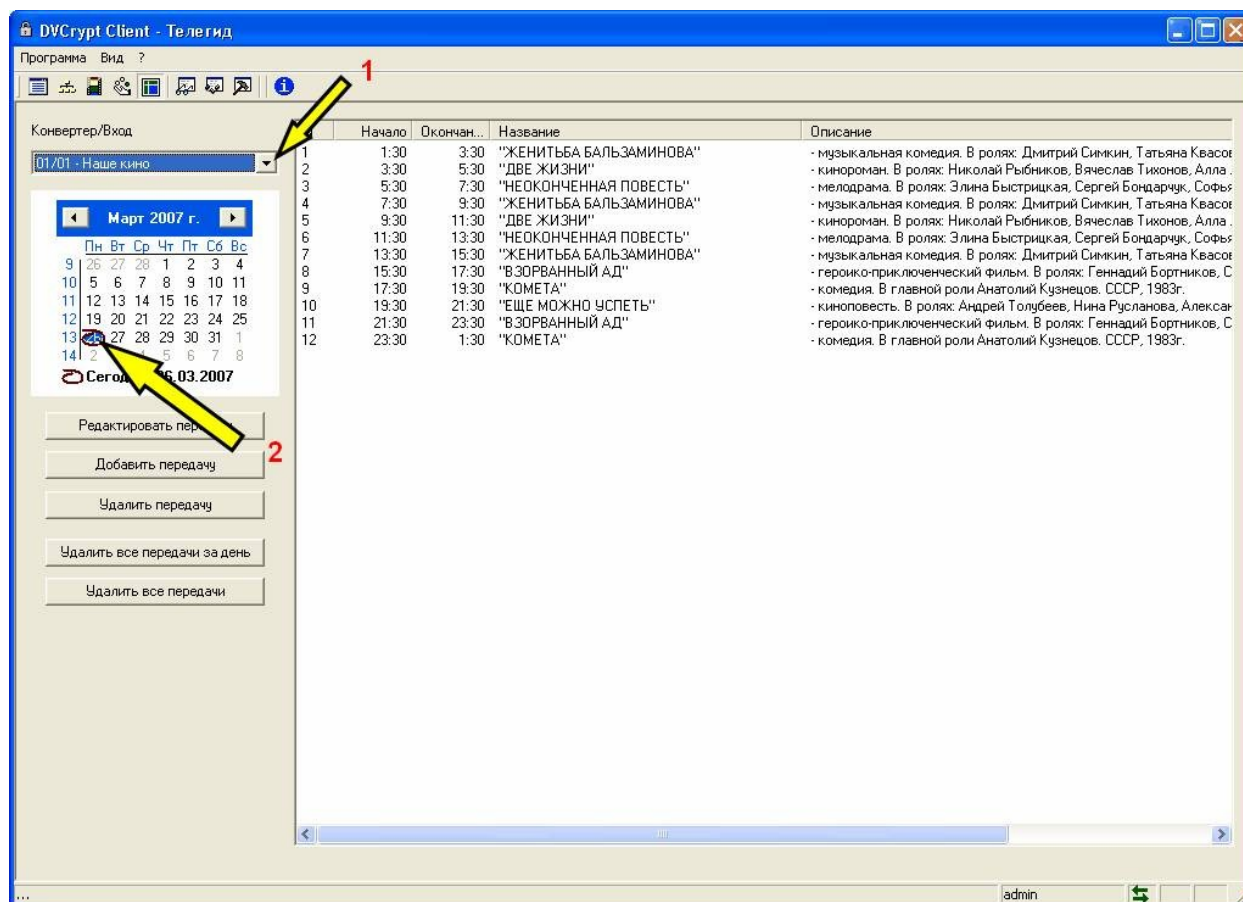 DVCrypt Client - Телегид
Программа Вид ?
1
Конвертер/Вход
01/01 - Наше кино
Март 2007 г.
Пн Вт Ср Чт Пт Сб Вс
9 26 27 28 1 2 3 4
10 5 6 7 8 9 10 11
11 12 13 14 15 16 17 18
12 19 20 21 22 23 24 25
13 26 27 28 29 30 31 1
14 2 5 6 7 8
03.2007
Редактировать
2
Добавить передачу
Удалить передачу
Удалить все передачи за день
Удалить все передачи
Начало Окончан... Название Описание
1 1:30 3:30 "ЖЕНИТЬБА БАЛЬЗАМИНОВА" - музыкальная комедия. В ролях: Дмитрий Симкин, Татьяна Квасов
2 3:30 5:30 "ДВЕ ЖИЗНИ" - кинороман. В ролях: Николай Рыбников, Вячеслав Тихонов, Алла .
3 5:30 7:30 "НЕОКОНЧЕННАЯ ПОВЕСТЬ" - мелодрама. В ролях: Элина Быстрицкая, Сергей Бондарчук, Софья
4 7:30 9:30 "ЖЕНИТЬБА БАЛЬЗАМИНОВА" - музыкальная комедия. В ролях: Дмитрий Симкин, Татьяна Квасов
5 9:30 11:30 "ДВЕ ЖИЗНИ" - кинороман. В ролях: Николай Рыбников, Вячеслав Тихонов, Алла .
6 11:30 13:30 "НЕОКОНЧЕННАЯ ПОВЕСТЬ" - мелодрама. В ролях: Элина Быстрицкая, Сергей Бондарчук, Софья
7 13:30 15:30 "ЖЕНИТЬБА БАЛЬЗАМИНОВА" - музыкальная комедия. В ролях: Дмитрий Симкин, Татьяна Квасов
8 15:30 17:30 "ВЗОРВАННЫЙ АД" - героико-приключенческий фильм. В ролях: Геннадий Бортников, С
9 17:30 19:30 "КОМЕТА" - комедия. В главной роли Анатолий Кузнецов. СССР, 1983г.
10 19:30 21:30 "ЕЩЕ МОЖНО УСПЕТЬ" - киноповесть. В ролях: Андрей Толубеев, Нина Русланова, Алексан
11 21:30 23:30 "ВЗОРВАННЫЙ АД" - героико-приключенческий фильм. В ролях: Геннадий Бортников, С
12 23:30 1:30 "КОМЕТА" - комедия. В главной роли Анатолий Кузнецов. СССР, 1983г.
... admin